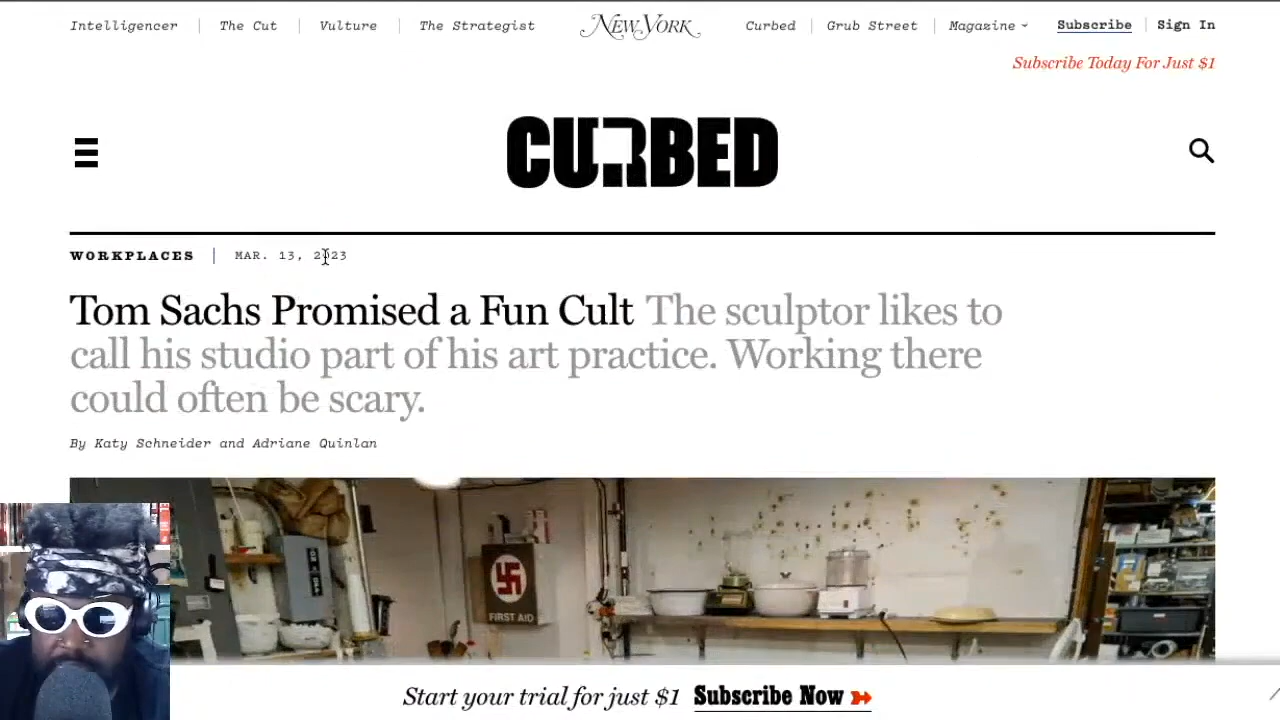 Intelligencer | The Cut | Vulture | The Strategist NEW YORK Curbed | Grub Street | Magazine Subscribe | Sign In
Subscribe Today For Just $1
CURBED
WORKPLACES | MAR. 13, 2023
Tom Sachs Promised a Fun Cult The sculptor likes to
call his studio part of his art practice. Working there
could often be scary.
By Katy Schneider and Adriane Quinlan
FIRST AID
Start your trial for just $1 Subscribe Now